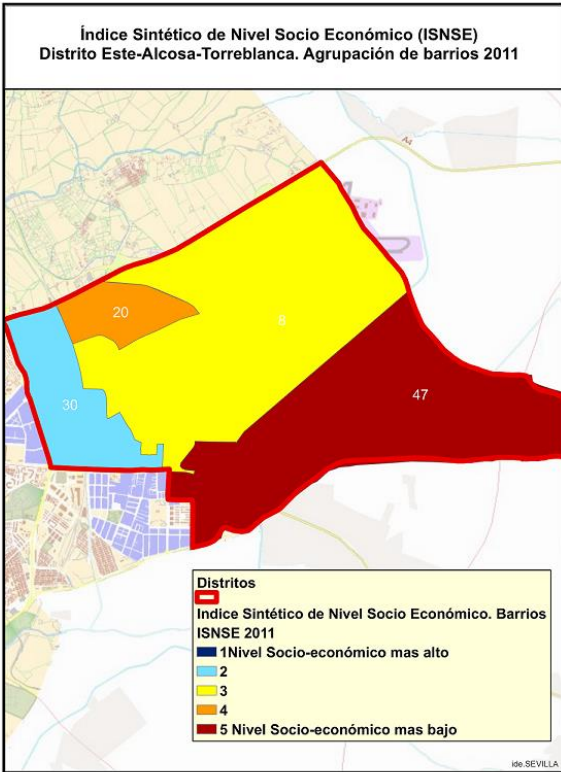 Índice Sintético de Nivel Socio Económico (ISNSE)
Distrito Este-Alcosa-Torreblanca. Agrupación de barrios 2011
A4
20
8
47
30
Distritos
Indice Sintético de Nivel Socio Económico. Barrios
ISNSE 2011
1Nivel Socio-económico mas alto
2
3
4
5 Nivel Socio-económico mas bajo
ide.SEVILLA